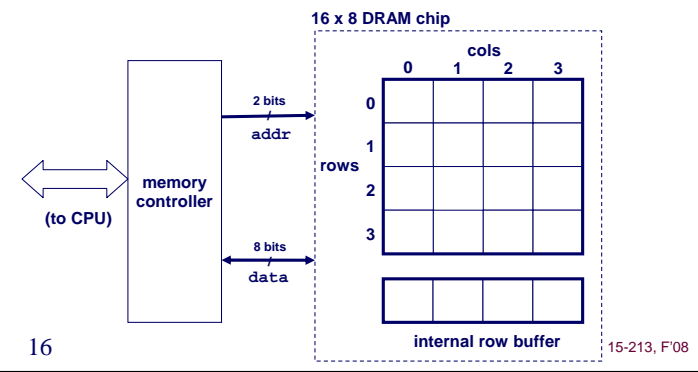 16 x 8 DRAM chip
cols
0 1 2 3
2 bits
addr
0
1
rows
2
3
memory
controller
(to CPU)
8 bits
data
internal row buffer
16
15-213, F'08